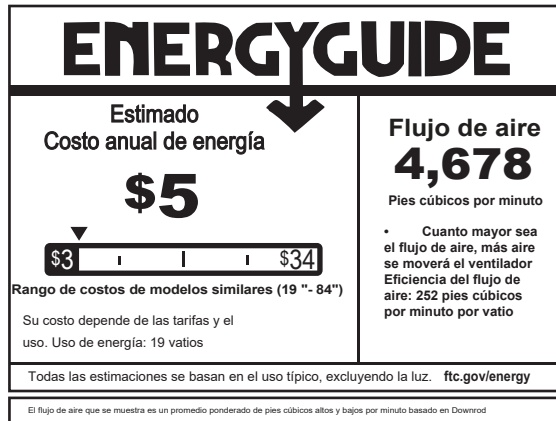 ENERGYGUIDE
Estimado
Costo anual de energía
$5
$3
$34
Rango de costos de modelos similares (19 "- 84")
Su costo depende de las tarifas y el
uso. Uso de energía: 19 vatios
Flujo de aire
4,678
Pies cúbicos por minuto
• Cuanto mayor sea
el flujo de aire, más aire
se moverá el ventilador
Eficiencia del flujo de
aire: 252 pies cúbicos
por minuto por vatio
Todas las estimaciones se basan en el uso típico, excluyendo la luz. ftc.gov/energy
El flujo de aire que se muestra es un promedio ponderado de pies cúbicos altos y bajos por minuto basado en Downrod